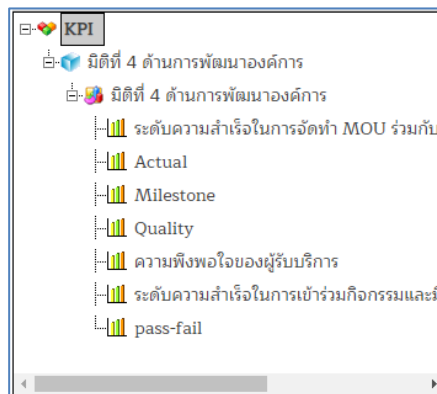 KPI
มิติที่ 4 ด้านการพัฒนาองค์การ
มิติที่ 4 ด้านการพัฒนาองค์การ
ระดับความสำเร็จในการจัดทำ MOU ร่วมกับ
Actual
Milestone
Quality
ความพึงพอใจของผู้รับบริการ
ระดับความสำเร็จในการเข้าร่วมกิจกรรมและ
pass-fail